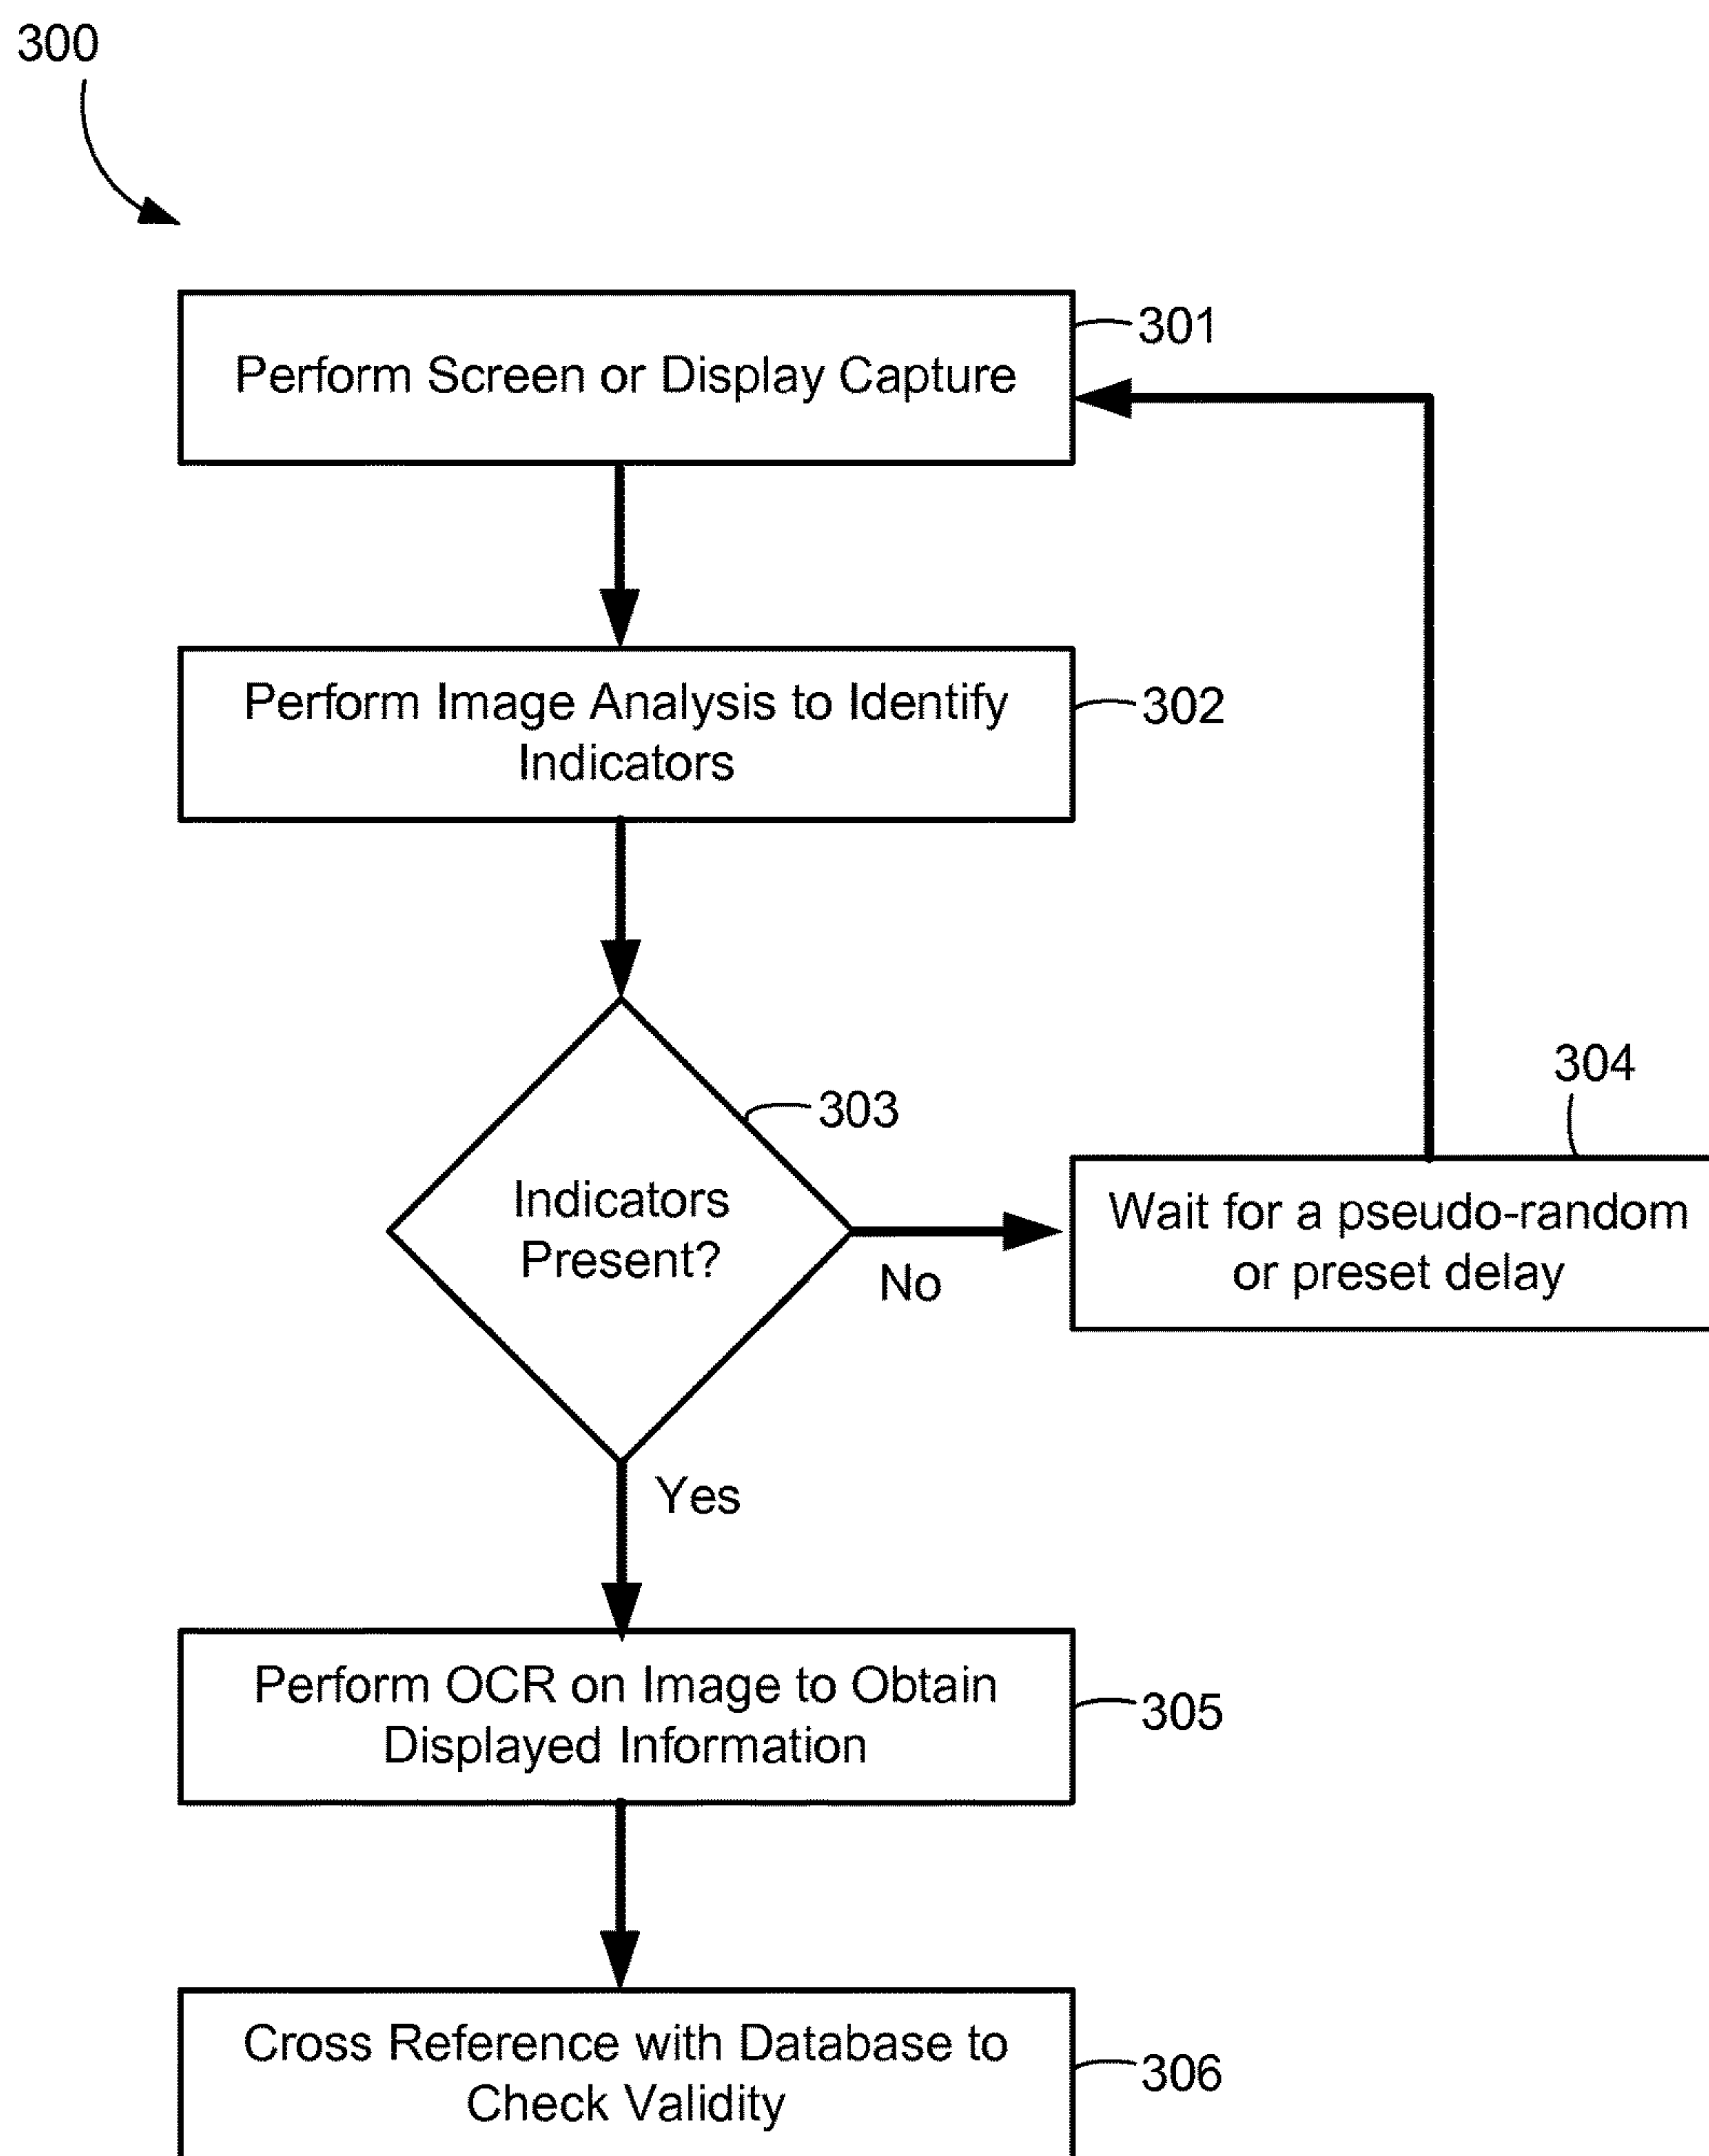 300
Perform Screen or Display Capture
301
Perform Image Analysis to Identify
Indicators
302
303
Indicators
Present?
No
304
Wait for a pseudo-random
or preset delay
Yes
Perform OCR on Image to Obtain
Displayed Information
305
Cross Reference with Database to
Check Validity
306